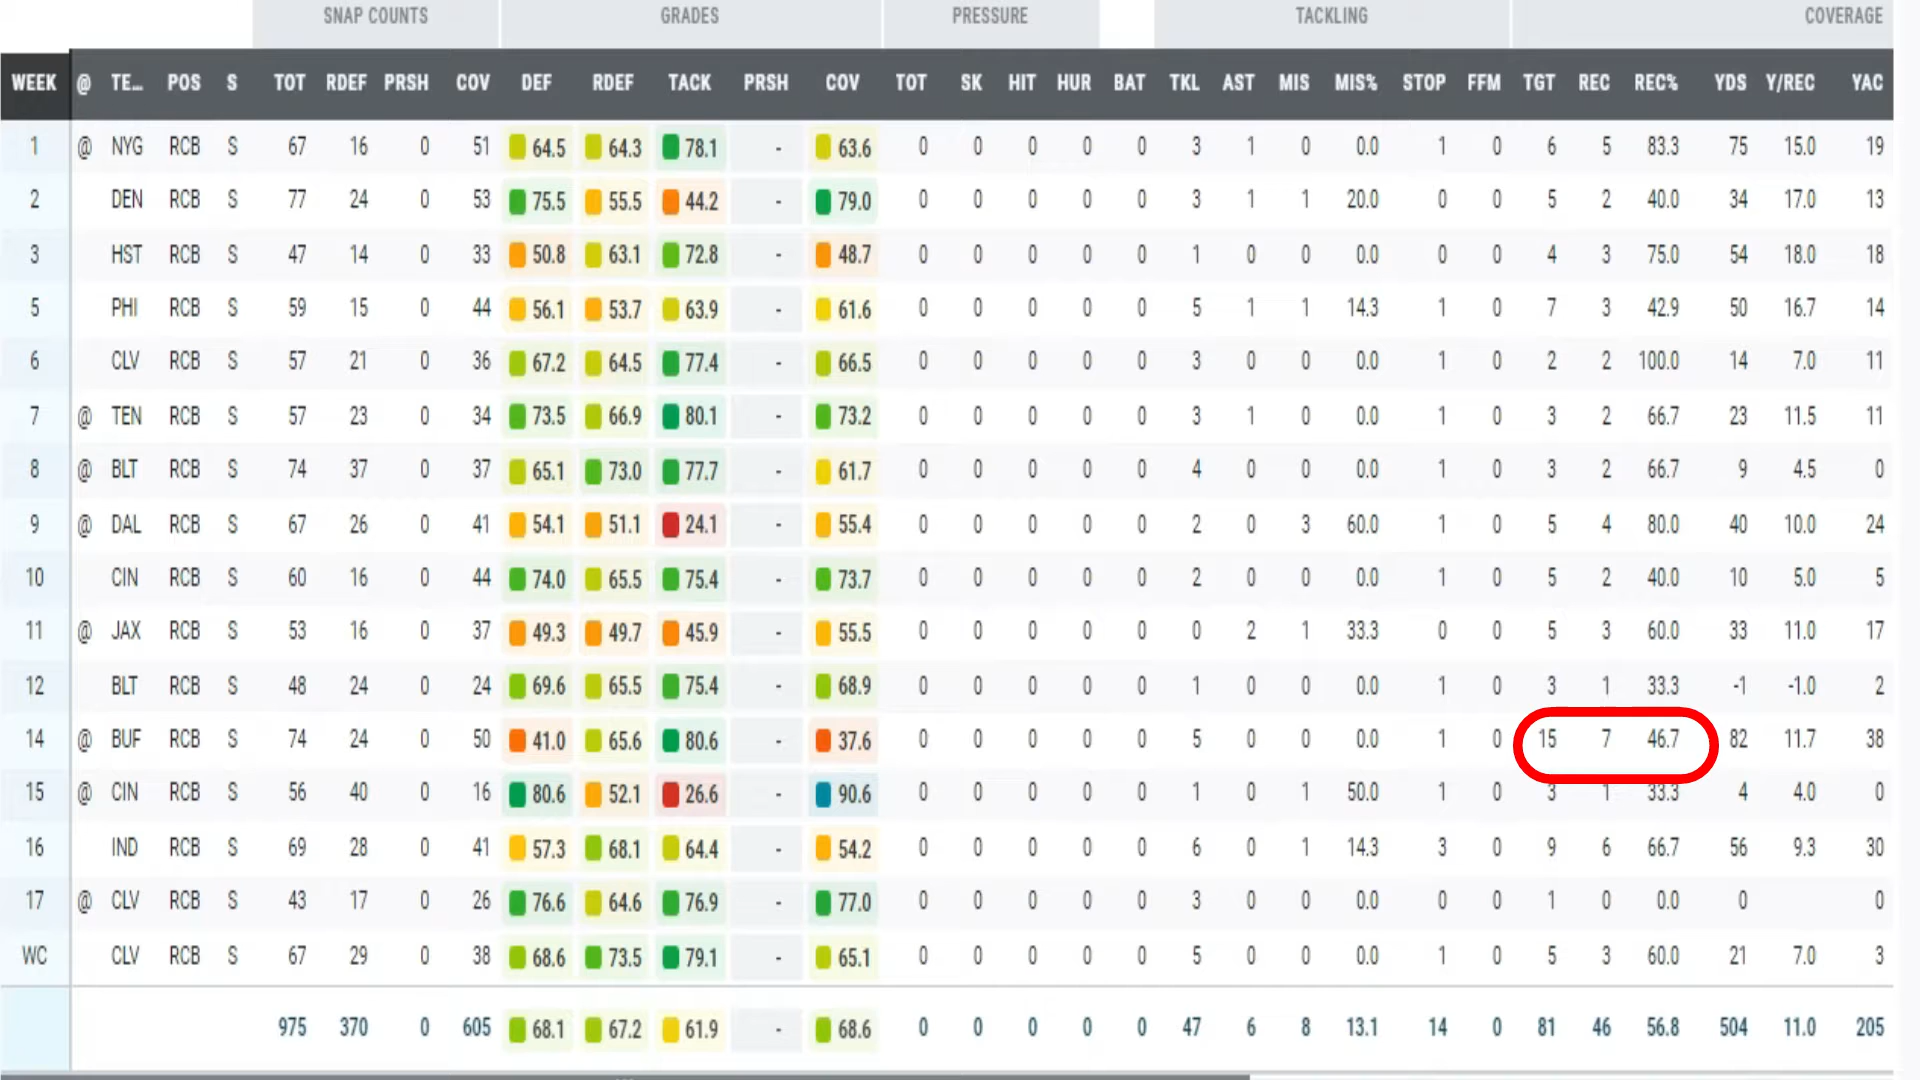 SNAP COUNTS GRADES PRESSURE TACKLING COVERAGE
WEEK @ TE... POS S TOT RDEF PRSH COV DEF RDEF TACK PRSH COV TOT SK HIT HUR BAT TKL AST MIS MIS% STOP FFM TGT REC REC% YDS Y/REC YAC
1 @ NYG RCB S 67 16 0 51 64.5 64.3 78.1 - 63.6 0 0 0 0 0 3 1 0 0.0 1 0 6 5 83.3 75 15.0 19
2 DEN RCB S 77 24 0 53 75.5 55.5 44.2 - 79.0 0 0 0 0 0 3 1 1 20.0 0 0 5 2 40.0 34 17.0 13
3 HST RCB S 47 14 0 33 50.8 63.1 72.8 - 48.7 0 0 0 0 0 1 0 0 0.0 0 0 4 3 75.0 54 18.0 18
5 PHI RCB S 59 15 0 44 56.1 53.7 63.9 - 61.6 0 0 0 0 0 5 1 1 14.3 1 0 7 3 42.9 50 16.7 14
6 CLV RCB S 57 21 0 36 67.2 64.5 77.4 - 66.5 0 0 0 0 0 3 0 0 0.0 1 0 2 2 100.0 14 7.0 11
7 @ TEN RCB S 57 23 0 34 73.5 66.9 80.1 - 73.2 0 0 0 0 0 3 1 0 0.0 1 0 3 2 66.7 23 11.5 11
8 @ BLT RCB S 74 37 0 37 65.1 73.0 77.7 - 61.7 0 0 0 0 0 4 0 0 0.0 1 0 3 2 66.7 9 4.5 0
9 @ DAL RCB S 67 26 0 41 54.1 51.1 24.1 - 55.4 0 0 0 0 0 2 0 3 60.0 1 0 5 4 80.0 40 10.0 24
10 CIN RCB S 60 16 0 44 74.0 65.5 75.4 - 73.7 0 0 0 0 0 2 0 0 0.0 1 0 5 2 40.0 10 5.0 5
11 @ JAX RCB S 53 16 0 37 49.3 49.7 45.9 - 55.5 0 0 0 0 0 0 2 1 33.3 0 0 5 3 60.0 33 11.0 17
12 BLT RCB S 48 24 0 24 69.6 65.5 75.4 - 68.9 0 0 0 0 0 1 0 0 0.0 1 0 3 1 33.3 -1 -1.0 2
14 @ BUF RCB S 74 24 0 50 41.0 65.6 80.6 - 37.6 0 0 0 0 0 5 0 0 0.0 1 0 15 7 46.7 82 11.7 38
15 @ CIN RCB S 56 40 0 16 80.6 52.1 26.6 - 90.6 0 0 0 0 0 1 0 1 50.0 1 0 3 1 33.3 4 4.0 0
16 IND RCB S 69 28 0 41 57.3 68.1 64.4 - 54.2 0 0 0 0 0 6 0 1 14.3 3 0 9 6 66.7 56 9.3 30
17 @ CLV RCB S 43 17 0 26 76.6 64.6 76.9 - 77.0 0 0 0 0 0 3 0 0 0.0 0 0 1 0 0.0 0 0
WC CLV RCB S 67 29 0 38 68.6 73.5 79.1 - 65.1 0 0 0 0 0 5 0 0 0.0 1 0 5 3 60.0 21 7.0 3
975 370 0 605 68.1 67.2 61.9 - 68.6 0 0 0 0 0 47 6 8 13.1 14 0 81 46 56.8 504 11.0 205